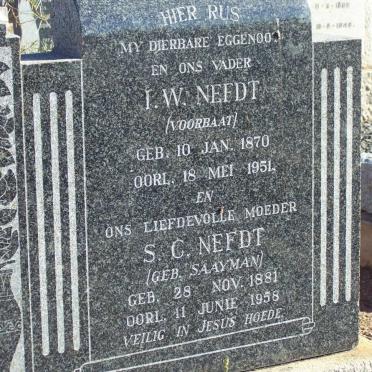 HIER RUS
MY DIERBARE EGGENOOT
EN ONS VADER
I. W. NEFDT
(VOORBAAT)
GEB. 10 JAN. 1870
OORL. 18 MEI 1951.
EN
ONS LIEFDEVOLLE MOEDER
S. C. NEFDT
(GEB. SAAYMAN)
GEB. 28 NOV. 1881
OORL. 11 JUNIE 1958
VEILIG IN JESUS HOEDE.